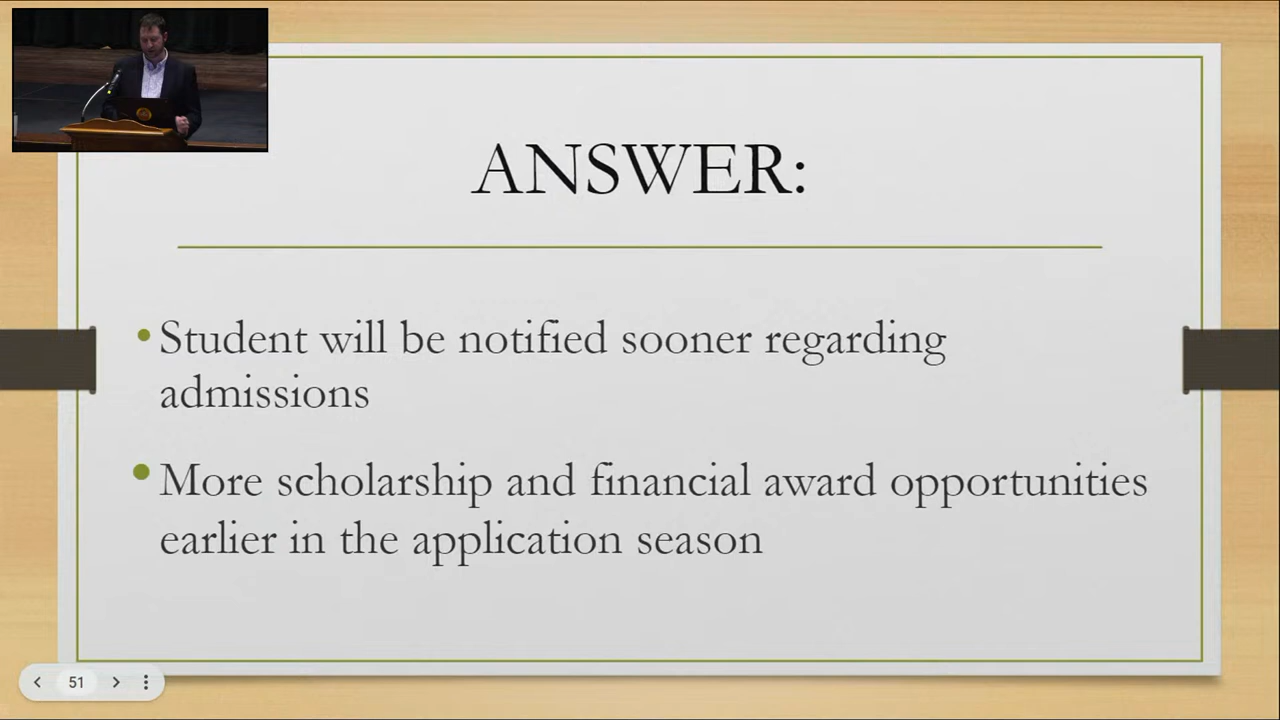 ANSWER:
• Student will be notified sooner regarding
admissions
• More scholarship and financial award opportunities
earlier in the application season
51